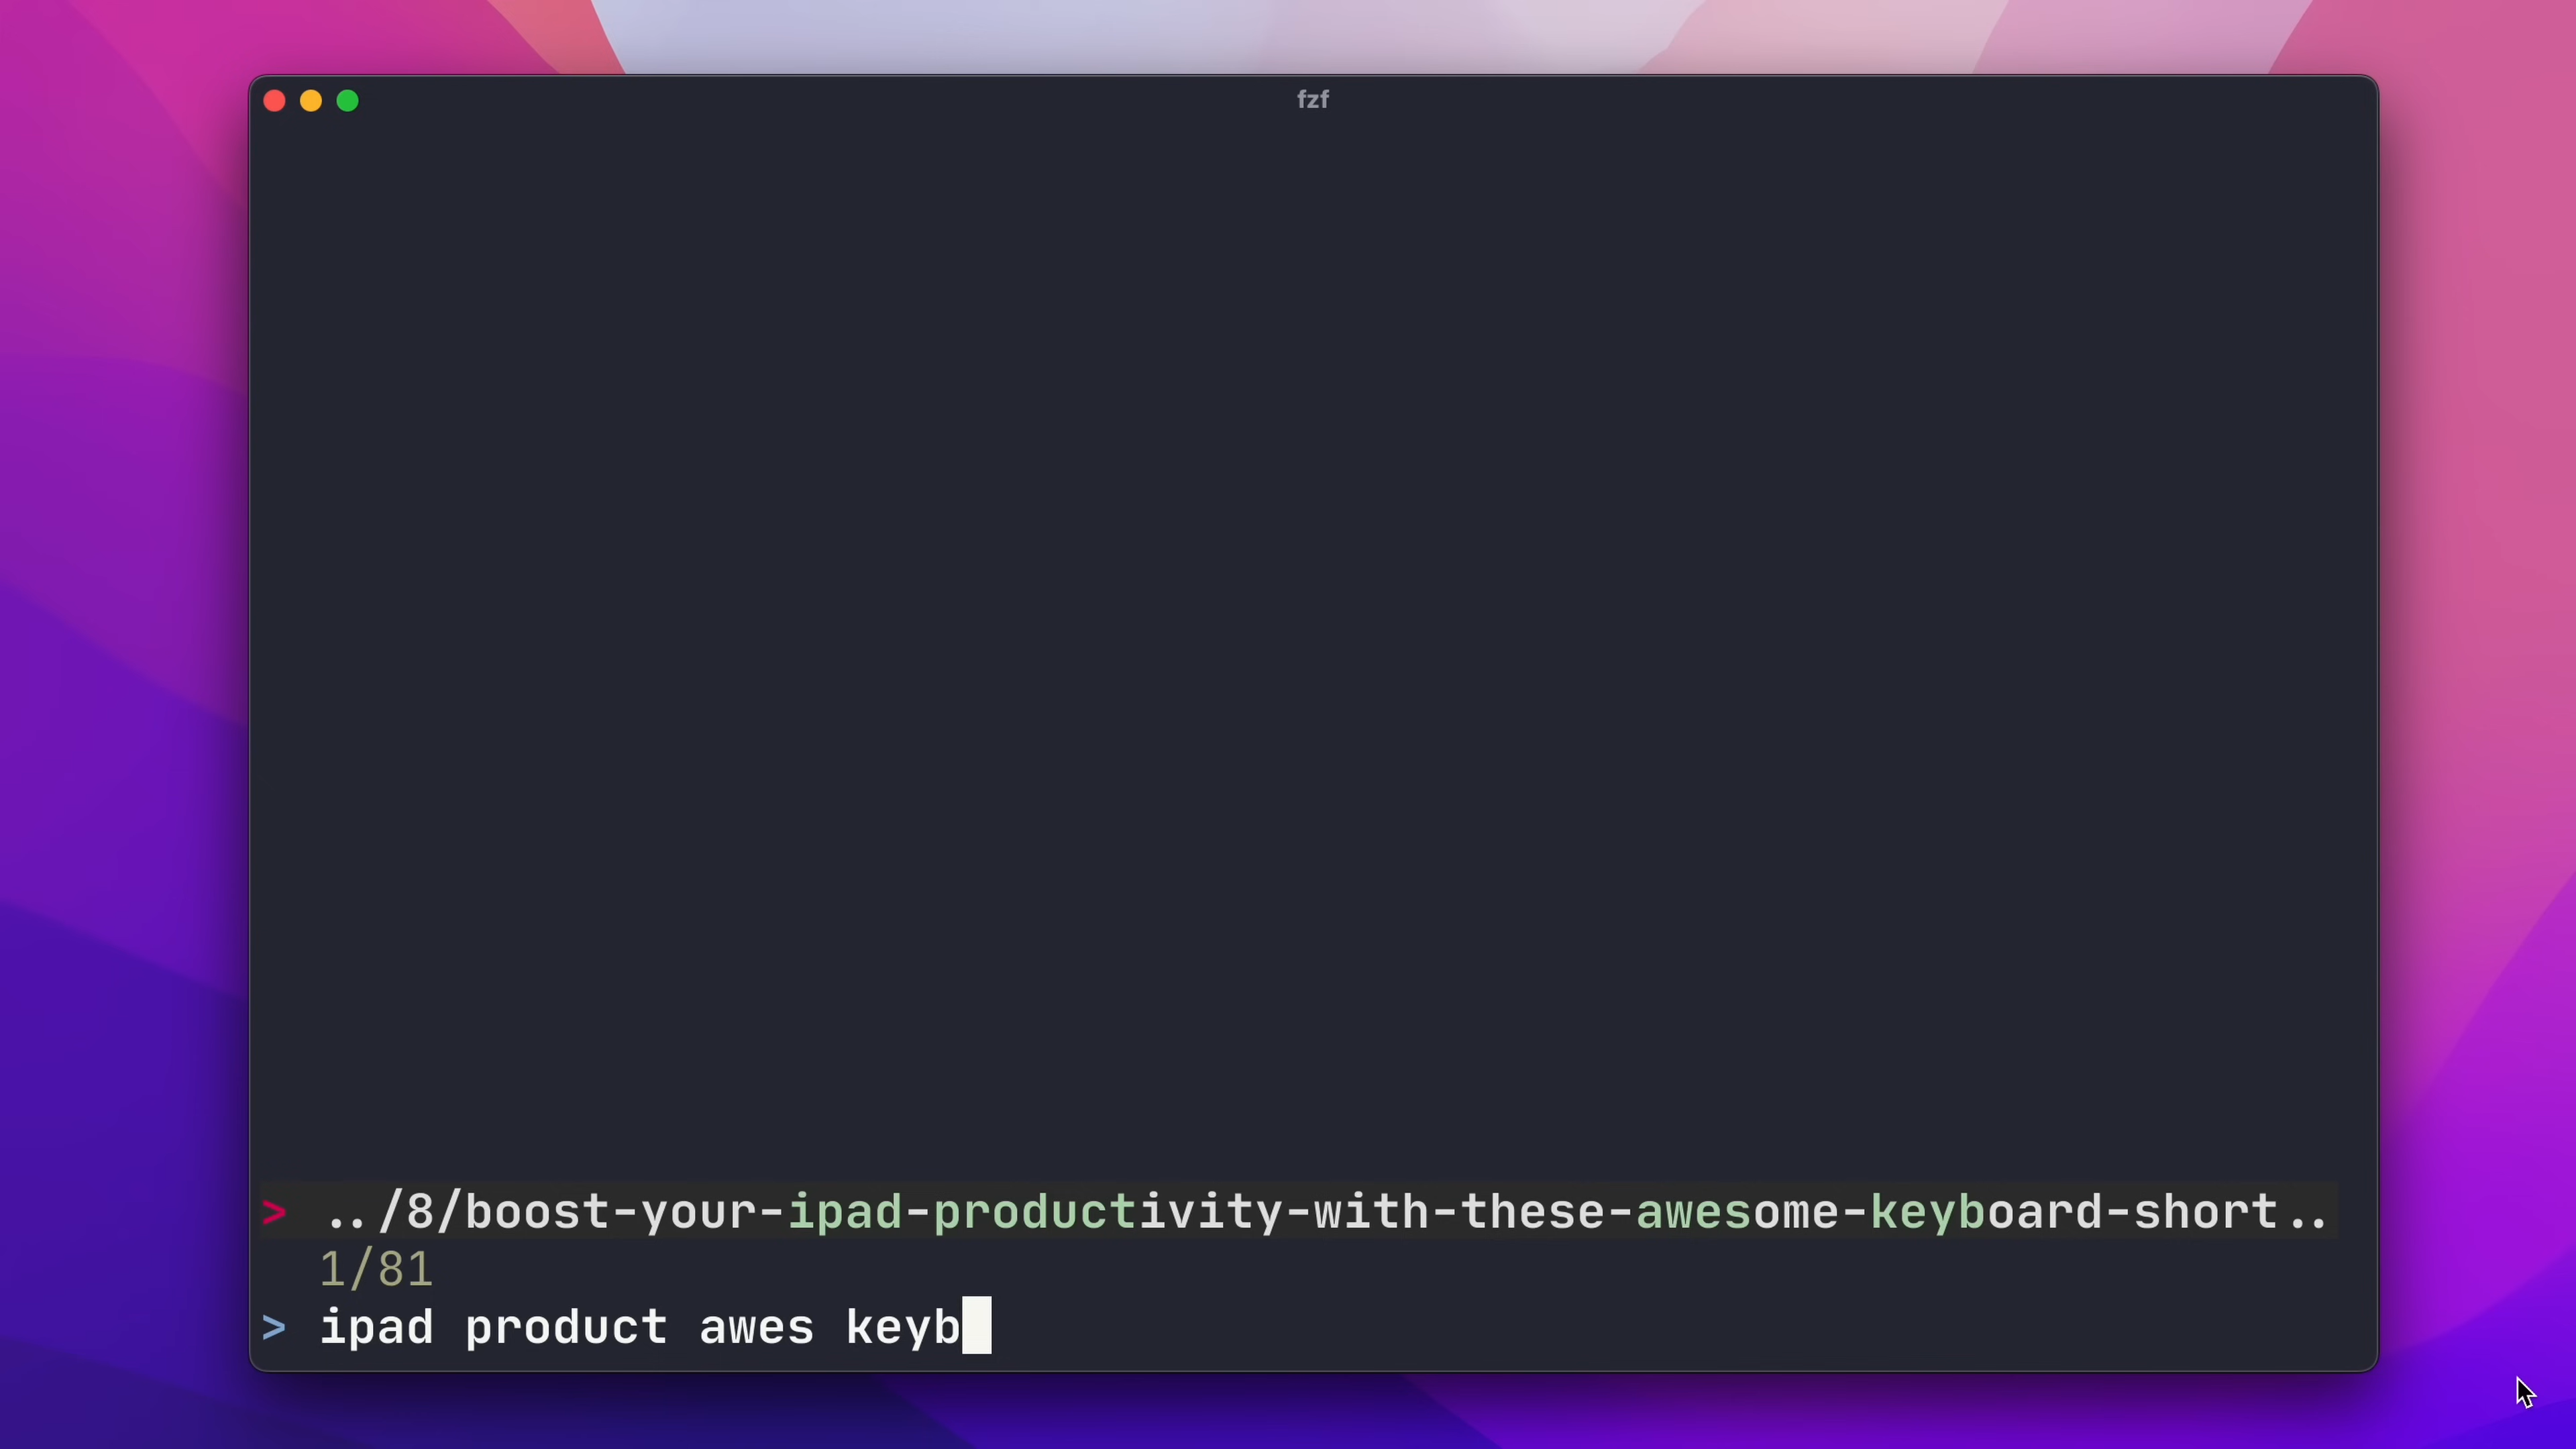 fzf
> ../8/boost-your-ipad-productivity-with-these-awesome-keyboard-short..
1/81
> ipad product awes keyb